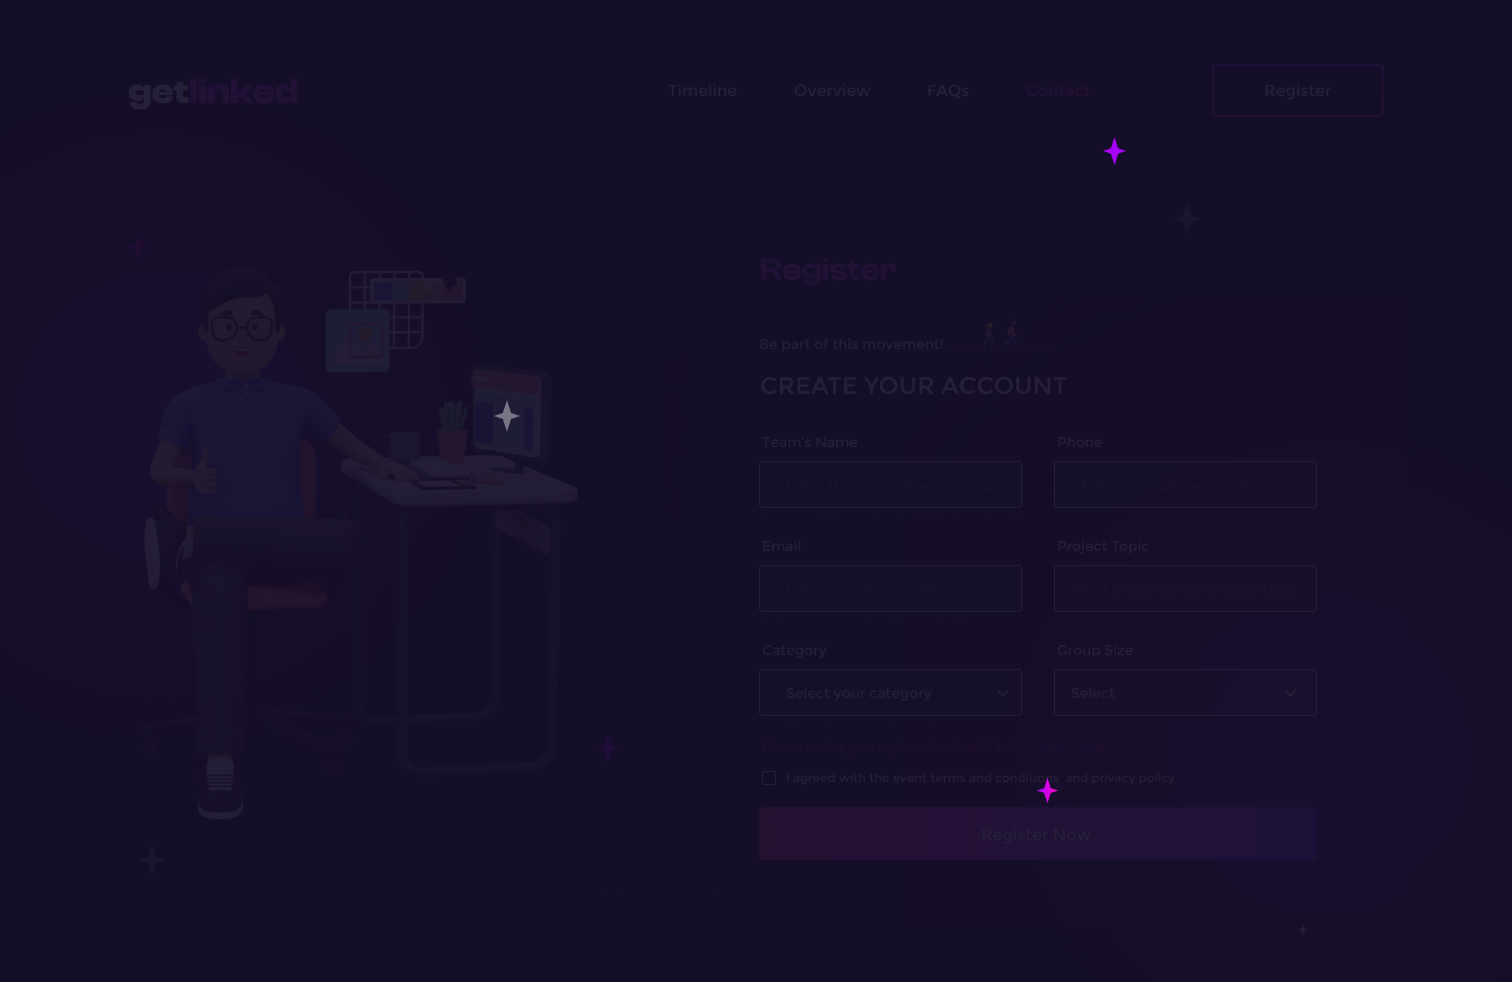 getlinked
Timeline Overview FAQs Contact Register
Register
Be part of this movement!
CREATE YOUR ACCOUNT
Team's Name Phone
Enter the name of your group Enter your phone number
Email Project Topic
Enter your email address What is your group project topic
Category Group Size
Select your category Select
Please review your registration details before submitting
I agreed with the event terms and conditions and privacy policy
Register Now